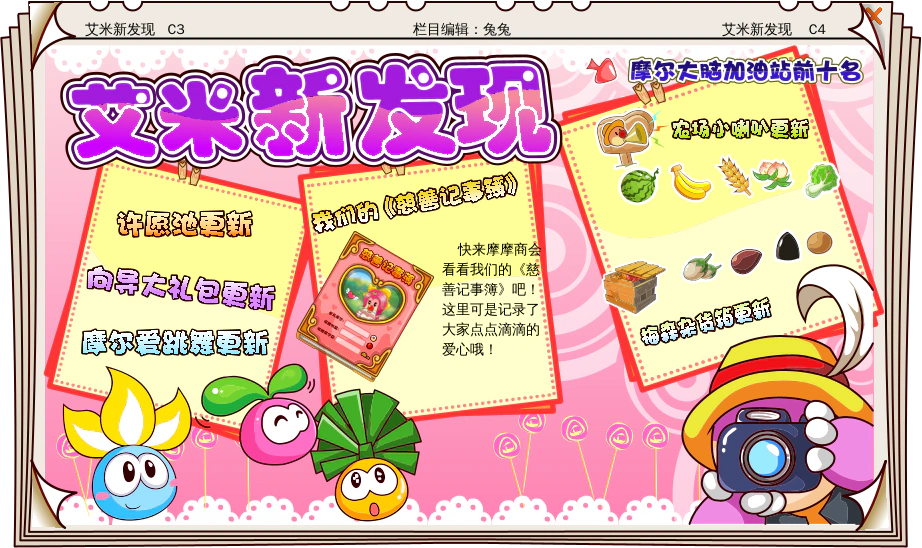 艾米新发现 C3
栏目编辑：兔兔
艾米新发现 C4
艾米新发现
摩尔大脑加油站前十名
农场小喇叭更新
许愿池更新
向导大礼包更新
摩尔爱跳舞更新
我们的《慈善记事簿》
慈善记事簿
快来摩摩商会
看看我们的《慈
善记事簿》吧！
这里可是记录了
大家点点滴滴的
爱心哦！
梅森杂货铺更新